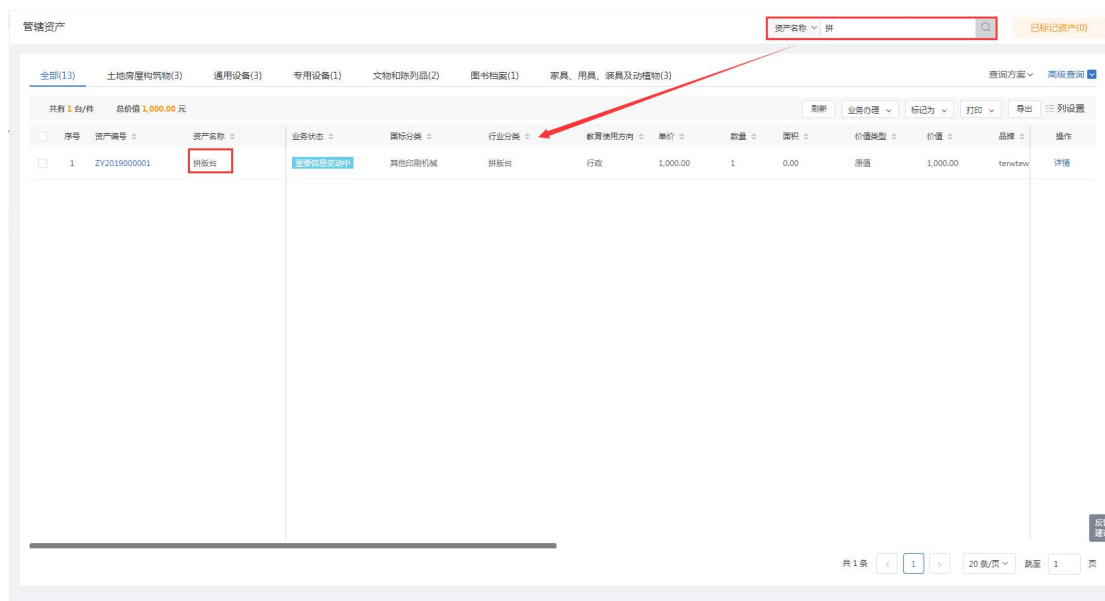 管辖资产 资产名称 拼 已标记资产(0)
全部(13) 土地房屋构筑物(3) 通用设备(3) 专用设备(1) 文物和陈列品(2) 图书档案(1) 家具、用具、装具及动植物(3) 查询方案 高级查询
共有 1 台/件 总价值 1,000.00 元 刷新 业务办理 标记为 打印 导出 列设置
序号 资产编号 资产名称 业务状态 国标分类 行业分类 教育使用方向 单价 数量 面积 价值类型 价值 品牌 操作
1 ZY2019000001 拼板台 重要信息变动中 其他印刷机械 拼板台 行政 1,000.00 1 0.00 原值 1,000.00 terwtew 详情
反馈
建议
共 1 条 1 20 条/页 跳至 1 页